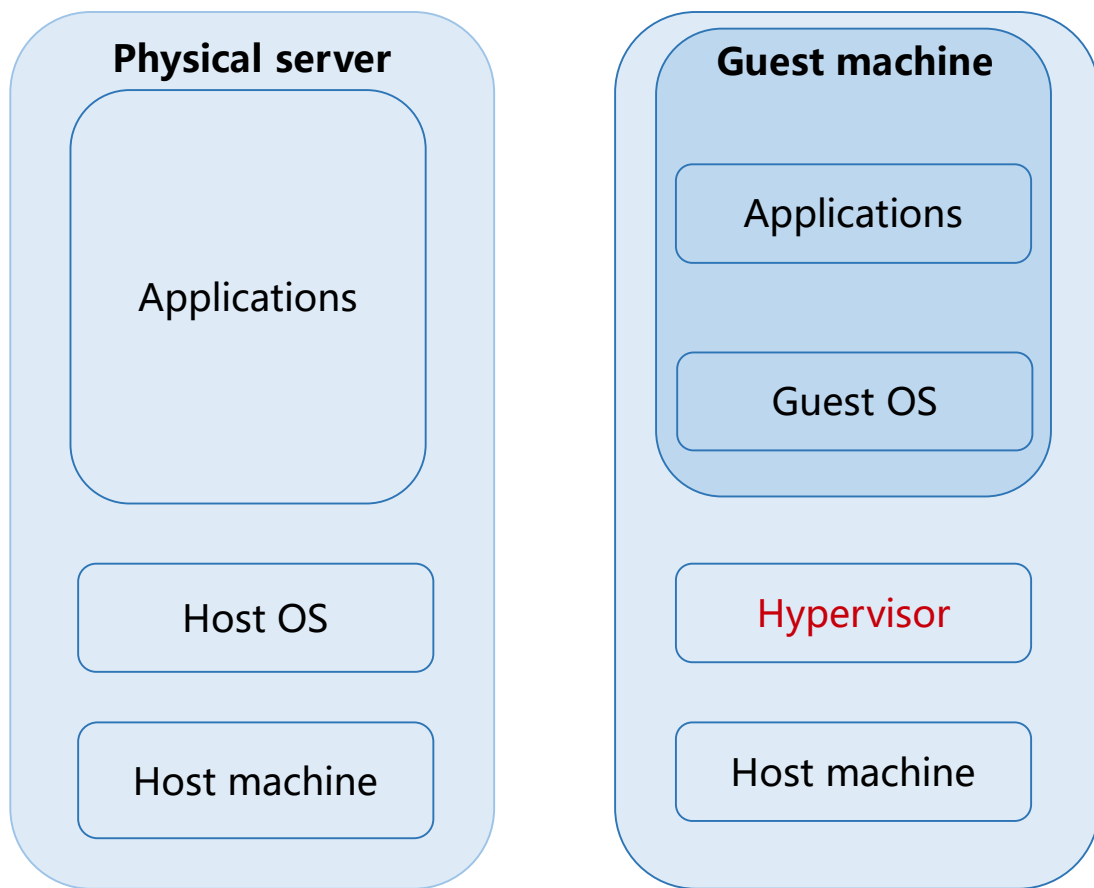 Physical server
Applications
Host OS
Host machine
Guest machine
Applications
Guest OS
Hypervisor
Host machine